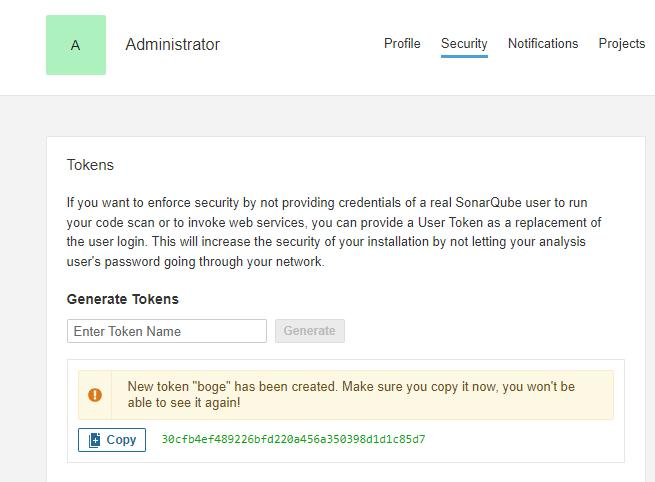 A
Administrator
Profile Security Notifications Projects
Tokens
If you want to enforce security by not providing credentials of a real SonarQube user to run
your code scan or to invoke web services, you can provide a User Token as a replacement of
the user login. This will increase the security of your installation by not letting your analysis
user's password going through your network.
Generate Tokens
Enter Token Name Generate
New token "boge" has been created. Make sure you copy it now, you won't be
able to see it again!
Copy 30cfb4ef489226bfd220a456a350398d1d1c85d7